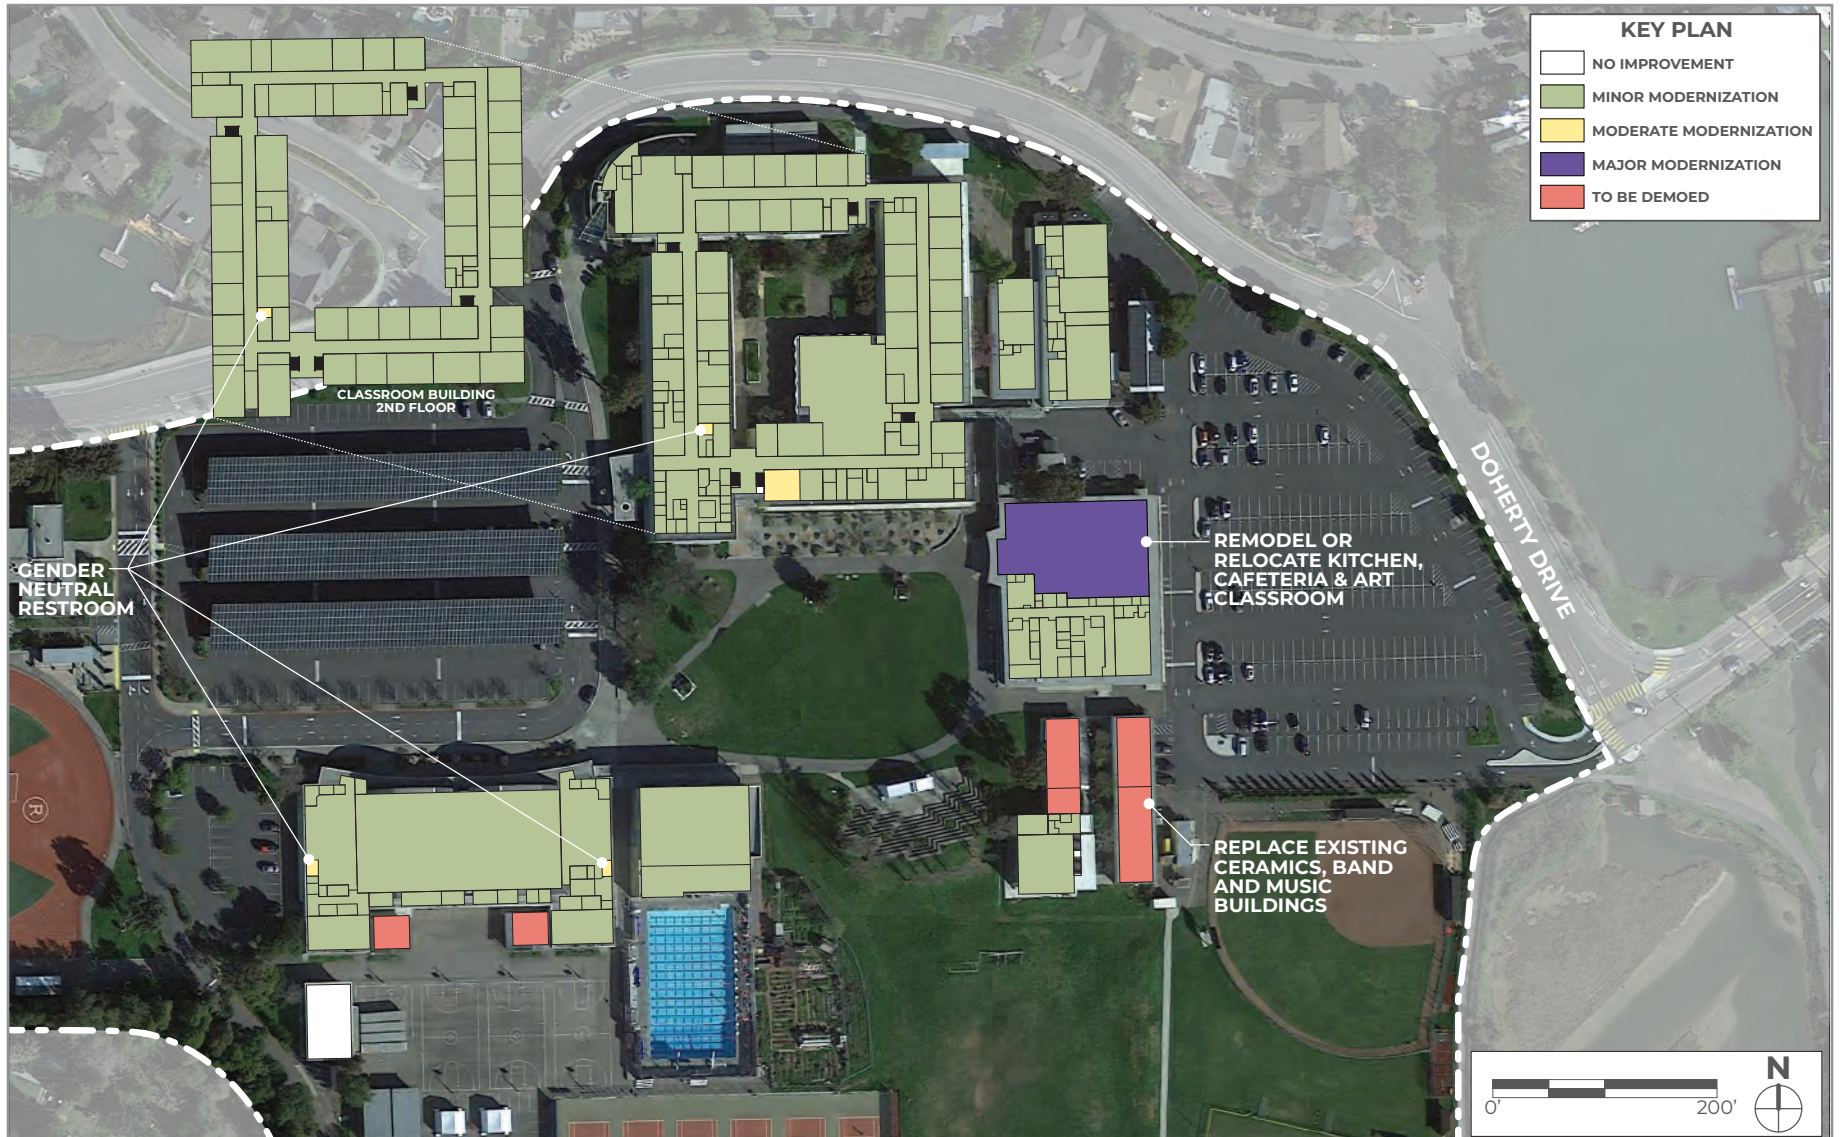 KEY PLAN
NO IMPROVEMENT
MINOR MODERNIZATION
MODERATE MODERNIZATION
MAJOR MODERNIZATION
TO BE DEMOED
CLASSROOM BUILDING
2ND FLOOR
DOHERTY DRIVE
GENDER
NEUTRAL
RESTROOM
REMODEL OR
RELOCATE KITCHEN,
CAFETERIA & ART
CLASSROOM
R
REPLACE EXISTING
CERAMICS, BAND
AND MUSIC
BUILDINGS
N
0'
200'